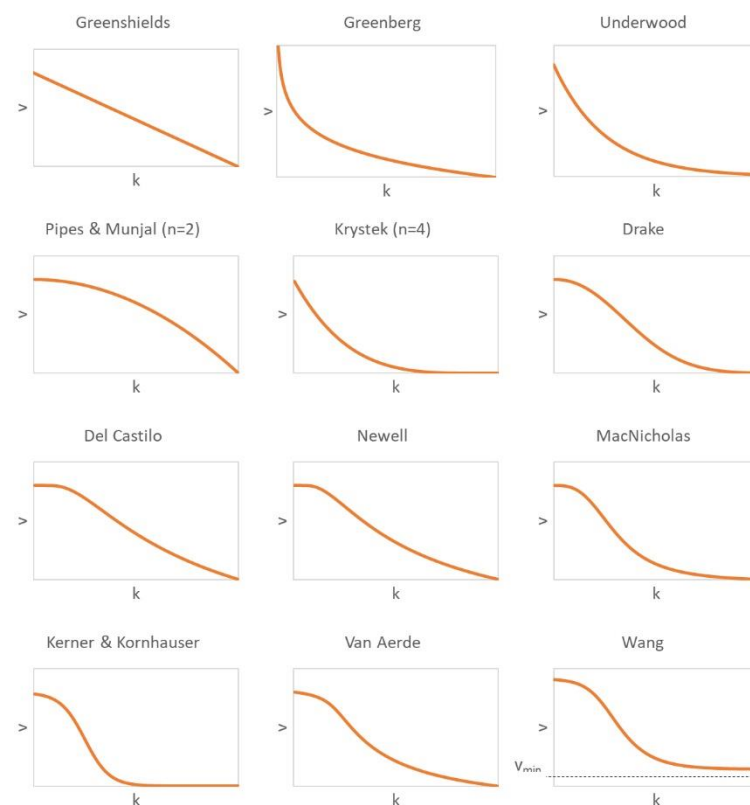 Greenshields
Greenberg
Underwood
v
k
v
k
v
k
Pipes & Munjal (n=2)
Krystek (n=4)
Drake
v
k
v
k
v
k
Del Castilo
Newell
MacNicholas
v
k
v
k
v
k
Kerner & Kornhauser
Van Aerde
Wang
v
k
v
k
v
Vmin
k